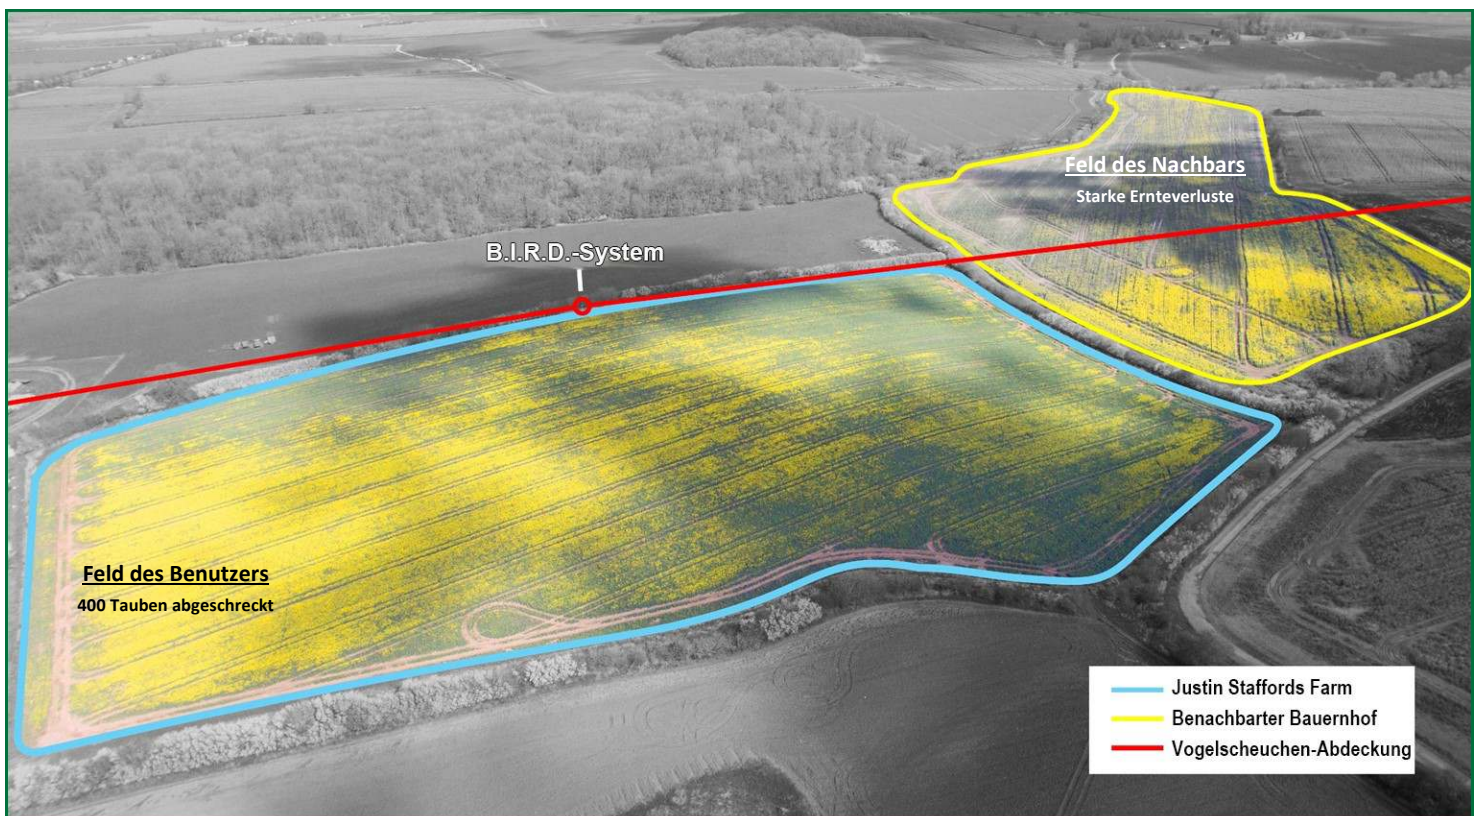 Feld des Nachbars
Starke Ernteverluste
B.I.R.D.-System
Feld des Benutzers
400 Tauben abgeschreckt
Justin Staffords Farm
Benachbarter Bauernhof
Vogelscheuchen-Abdeckung